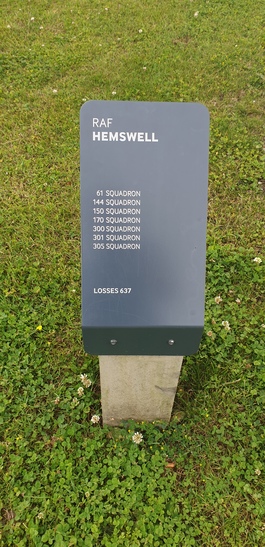 RAF
HEMSWELL
61 SQUADRON
144 SQUADRON
150 SQUADRON
170 SQUADRON
300 SQUADRON
301 SQUADRON
305 SQUADRON
LOSSES 637